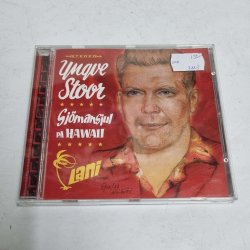 Yngve
Stoor
Sjömansjul
på HAWAII
Lani